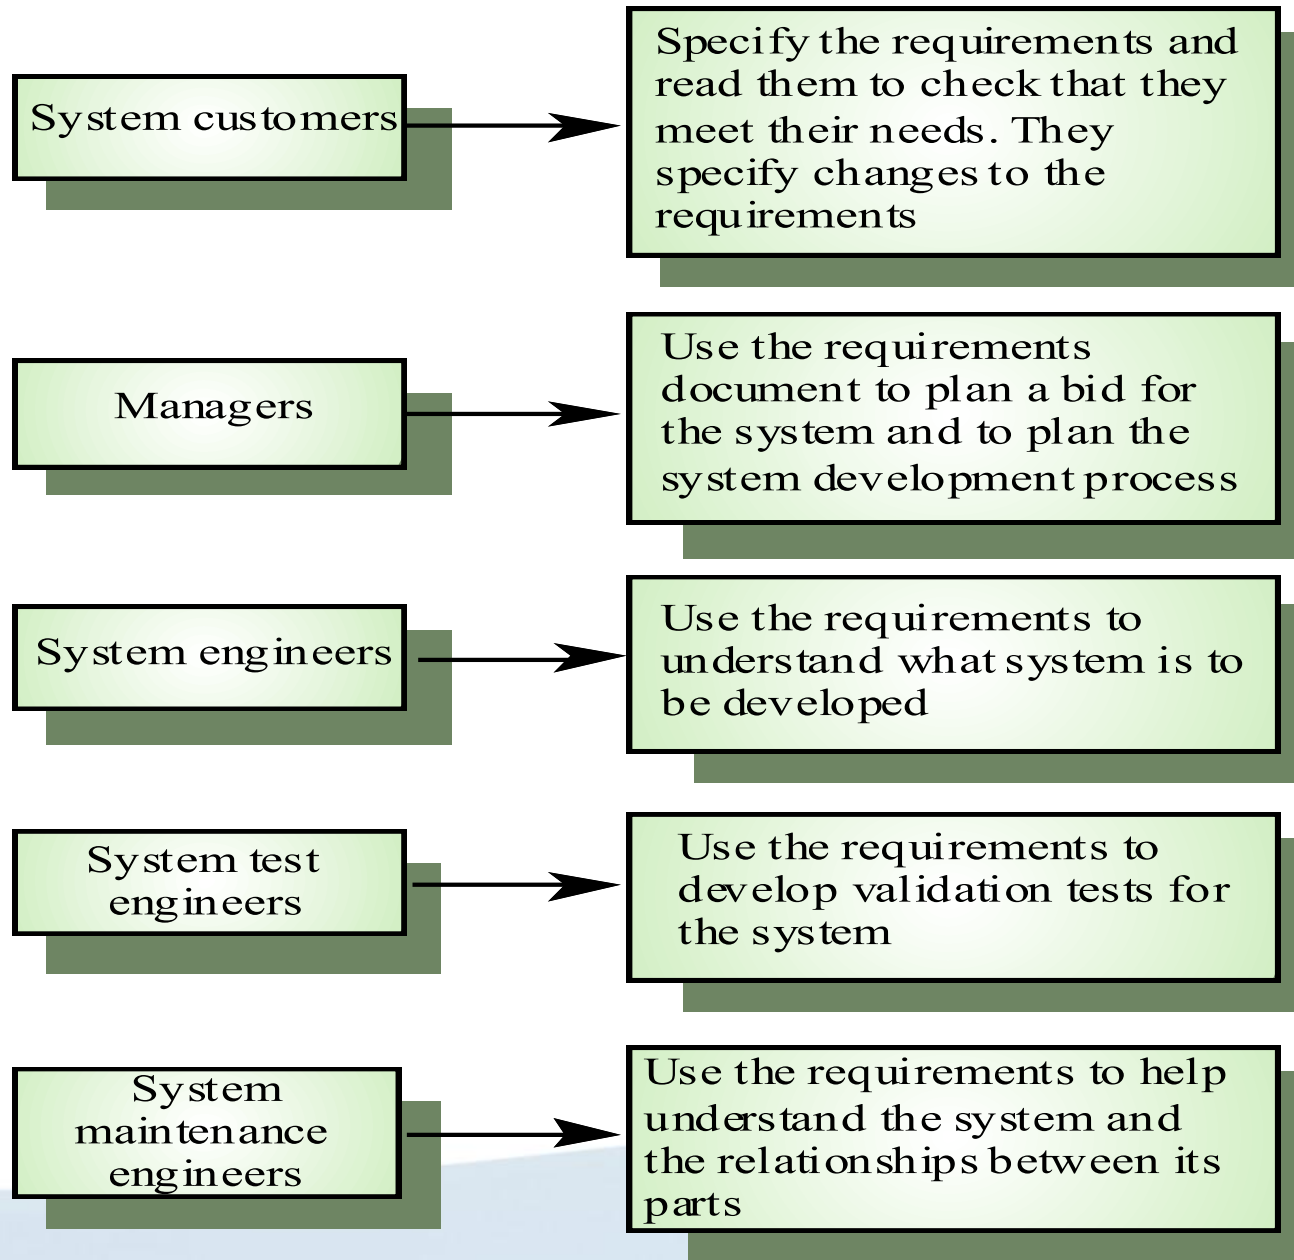 System customers
Specify the requirements and
read them to check that they
meet their needs. They
specify changes to the
requirements
Managers
Use the requirements
document to plan a bid for
the system and to plan the
system development process
System engineers
Use the requirements to
understand what system is to
be developed
System test
engineers
Use the requirements to
develop validation tests for
the system
System
maintenance
engineers
Use the requirements to help
understand the system and
the relationships between its
parts